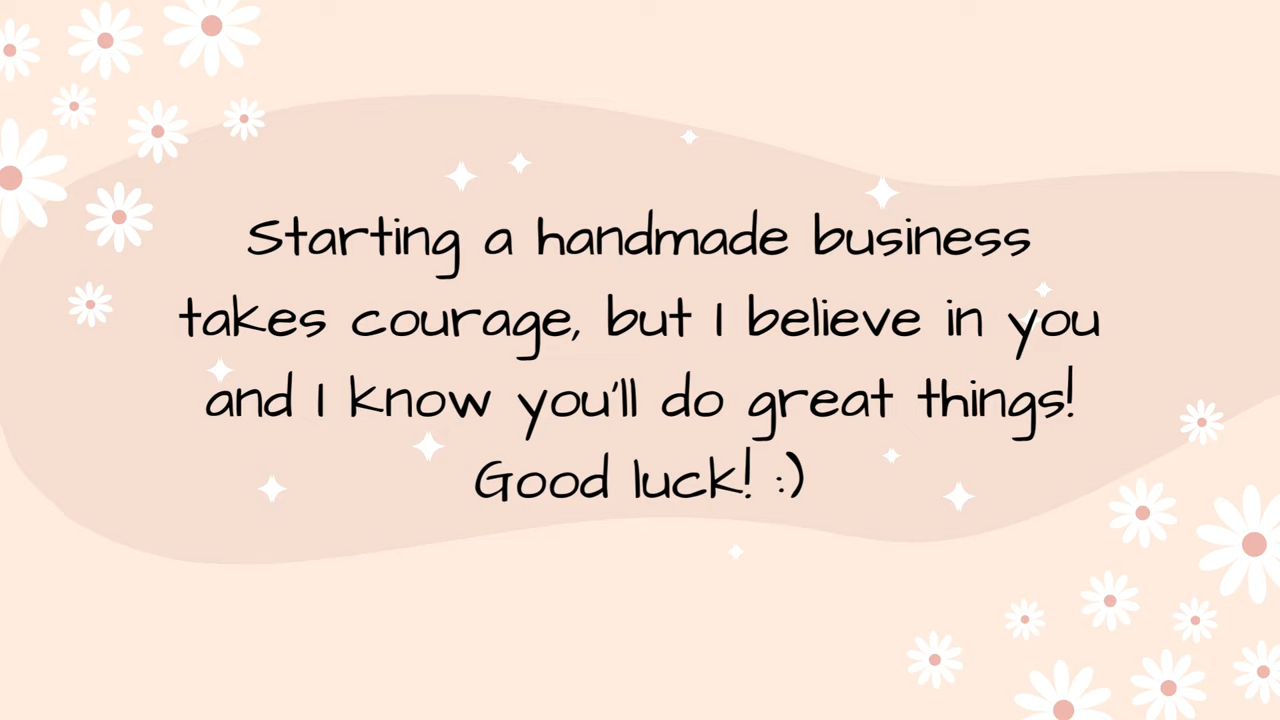 Starting a handmade business
takes courage, but I believe in you
and I know you'll do great things!
Good luck! :)